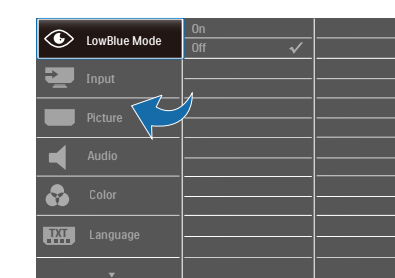 LowBlue Mode
On
Off
Input
Picture
Audio
Color
TXT
Language